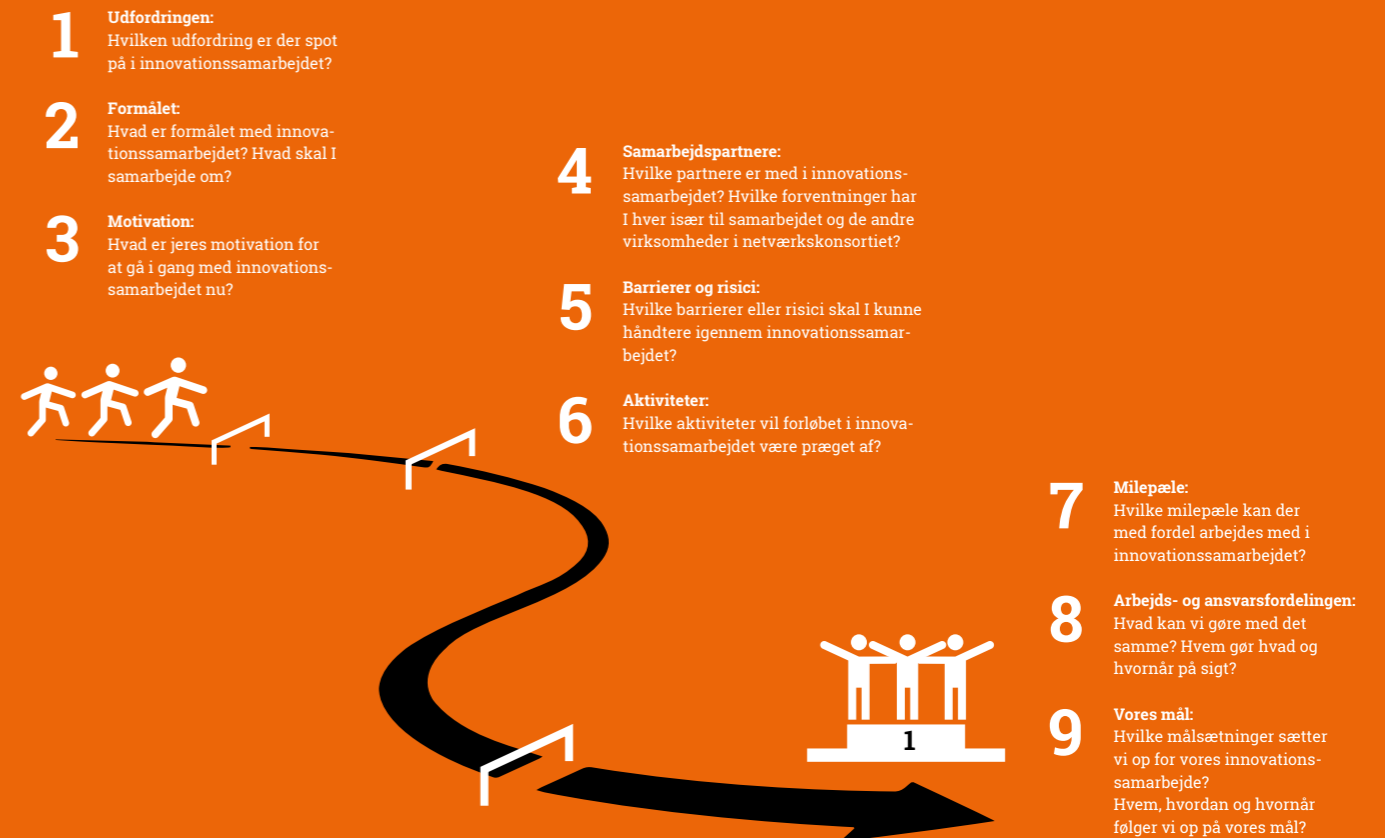 1
Udfordringen:
Hvilken udfordring er der spot
på i innovationssamarbejdet?
2
Formålet:
Hvad er formålet med innova-
tionssamarbejdet? Hvad skal I
samarbejde om?
3
Motivation:
Hvad er jeres motivation for
at gå i gang med innovations-
samarbejdet nu?
4
Samarbejdspartnere:
Hvilke partnere er med i innovations-
samarbejdet? Hvilke forventninger har
I hver især til samarbejdet og de andre
virksomheder i netværkskonsortiet?
5
Barrierer og risici:
Hvilke barrierer eller risici skal I kunne
håndtere igennem innovationssamar-
bejdet?
6
Aktiviteter:
Hvilke aktiviteter vil forløbet i innova-
tionssamarbejdet være præget af?
7
Milepæle:
Hvilke milepæle kan der
med fordel arbejdes med i
innovationssamarbejdet?
8
Arbejds- og ansvarsfordelingen:
Hvad kan vi gøre med det
samme? Hvem gør hvad og
hvornår på sigt?
9
Vores mål:
Hvilke målsætninger sætter
vi op for vores innovations-
samarbejde?
Hvem, hvordan og hvornår
følger vi op på vores mål?
1